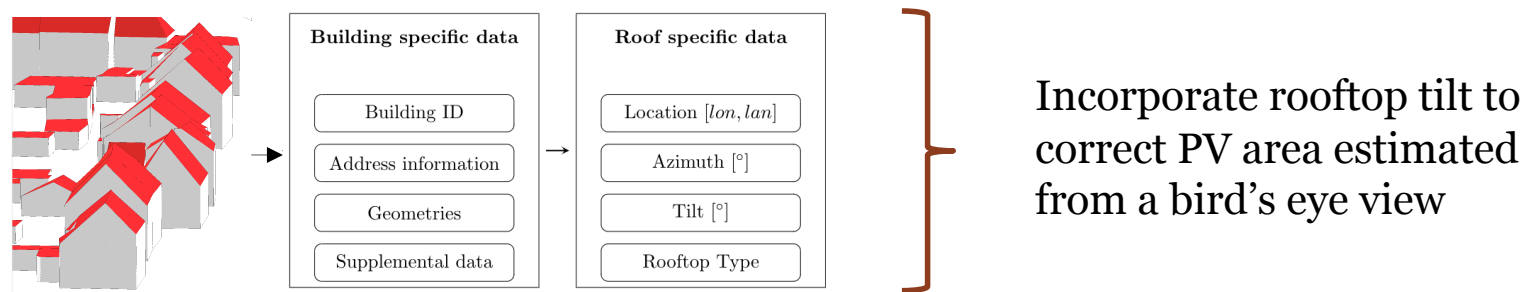 Building specific data
Building ID
Address information
Geometries
Supplemental data
Roof specific data
Location [lon, lan]
Azimuth [°]
Tilt [°]
Rooftop Type
Incorporate rooftop tilt to
correct PV area estimated
from a bird’s eye view